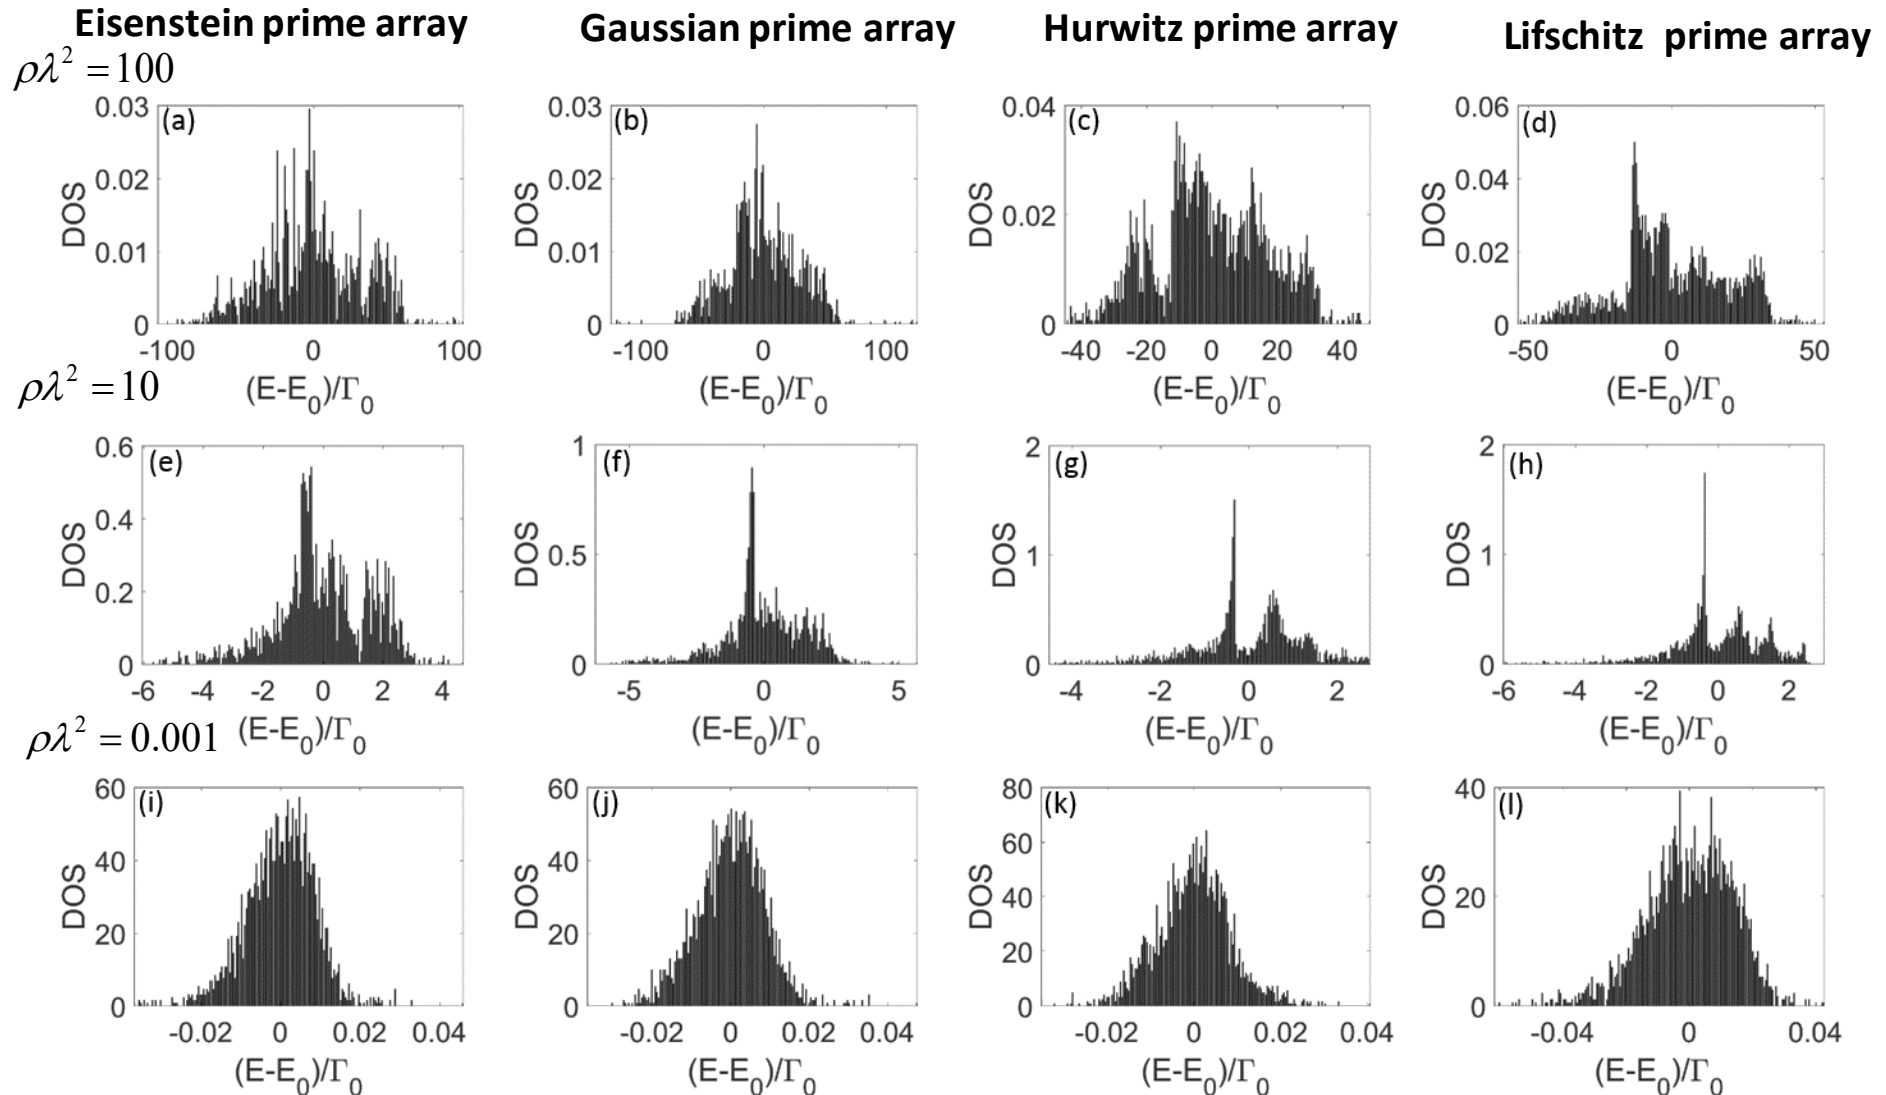 Eisenstein prime array
Gaussian prime array
Hurwitz prime array
Lifschitz prime array
ρλ² = 100
(a)
DOS
0.03
0.02
0.01
0
-100 0 100
(E-E₀)/Γ₀
(b)
DOS
0.03
0.02
0.01
0
-100 0 100
(E-E₀)/Γ₀
(c)
DOS
0.04
0.02
0
-40 -20 0 20 40
(E-E₀)/Γ₀
(d)
DOS
0.06
0.04
0.02
0
-50 0 50
(E-E₀)/Γ₀
ρλ² = 10
(e)
DOS
0.6
0.4
0.2
0
-6 -4 -2 0 2 4
(E-E₀)/Γ₀
(f)
DOS
1
0.5
0
-5 0 5
(E-E₀)/Γ₀
(g)
DOS
2
1
0
-4 -2 0 2
(E-E₀)/Γ₀
(h)
DOS
2
1
0
-6 -4 -2 0 2
(E-E₀)/Γ₀
ρλ² = 0.001
(i)
DOS
60
40
20
0
-0.02 0 0.02 0.04
(E-E₀)/Γ₀
(j)
DOS
60
40
20
0
-0.02 0 0.02 0.04
(E-E₀)/Γ₀
(k)
DOS
80
60
40
20
0
-0.02 0 0.02 0.04
(E-E₀)/Γ₀
(l)
DOS
40
20
0
-0.04 0 0.04
(E-E₀)/Γ₀